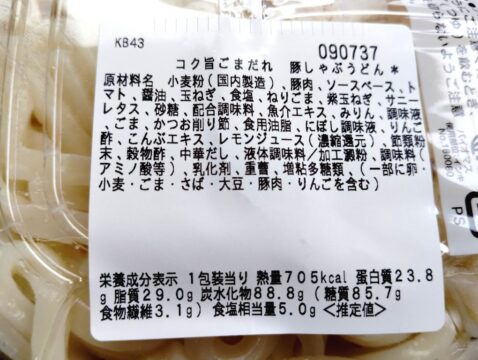 KB43
090737
コク旨ごまだれ 豚しゃぶうどん*
原材料名 小麦粉(国内製造)、豚肉、ソースベース、ト
マト、醤油、玉ねぎ、食塩、ねりごま、紫玉ねぎ、サニー
レタス、砂糖、配合調味料、魚介エキス、みりん、調味液
、ごま、かつお削り節、食用油脂、にぼし調味液、りんご
酢、こんぶエキス、レモンジュース(濃縮還元)、節類粉
末、穀物酢、中華だし、液体調味料/加工澱粉、調味料(
アミノ酸等)、乳化剤、重曹、増粘多糖類、(一部に卵・
小麦・ごま・さば・大豆・豚肉・りんごを含む)
栄養成分表示 1包装当り 熱量705kcal 蛋白質23.8
g 脂質29.0g 炭水化物88.8g(糖質85.7g
食物繊維3.1g)食塩相当量5.0g<推定値>
PS